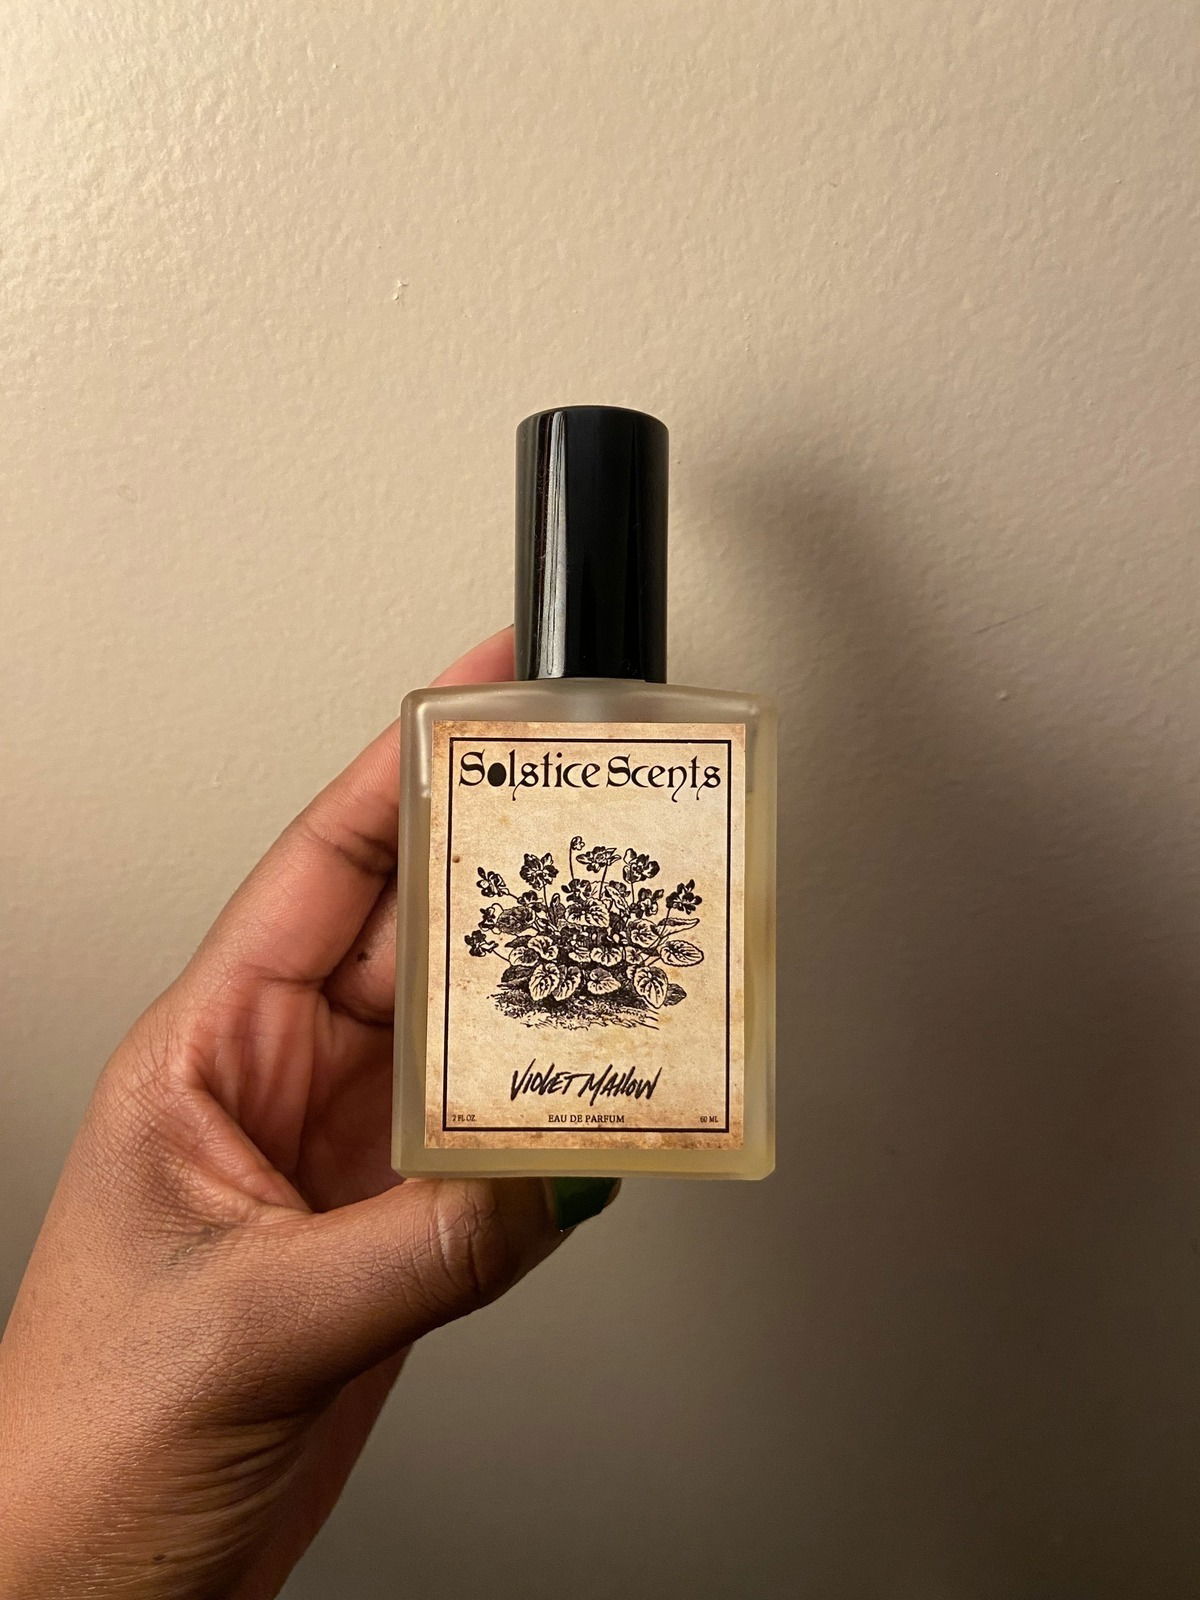 Solstice Scents
Violet Mallow
2 FL OZ. EAU DE PARFUM 60 ML